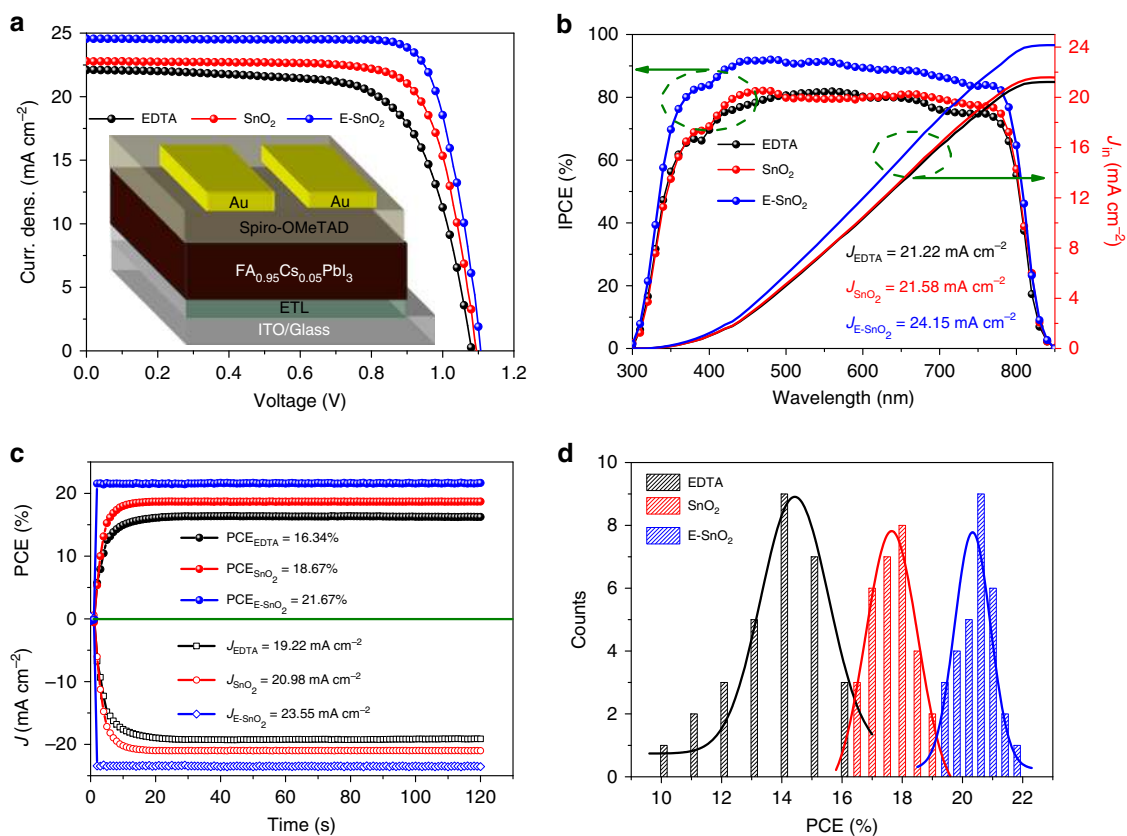 a
25
20
15
10
5
0
Curr. dens. (mA cm⁻²)
EDTA SnO₂ E-SnO₂
Au Au
Spiro-OMeTAD
FA₀.₉₅Cs₀.₀₅PbI₃
ETL
ITO/Glass
0.0 0.2 0.4 0.6 0.8 1.0 1.2
Voltage (V)
b
100
80
60
40
20
0
IPCE (%)
EDTA
SnO₂
E-SnO₂
J_EDTA = 21.22 mA cm⁻²
J_SnO₂ = 21.58 mA cm⁻²
J_E-SnO₂ = 24.15 mA cm⁻²
24
20
16
12
8
4
0
J_in (mA cm⁻²)
300 400 500 600 700 800
Wavelength (nm)
c
20
10
0
−10
−20
PCE (%)
J (mA cm⁻²)
PCE_EDTA = 16.34%
PCE_SnO₂ = 18.67%
PCE_E-SnO₂ = 21.67%
J_EDTA = 19.22 mA cm⁻²
J_SnO₂ = 20.98 mA cm⁻²
J_E-SnO₂ = 23.55 mA cm⁻²
0 20 40 60 80 100 120
Time (s)
d
10
8
6
4
2
0
Counts
EDTA
SnO₂
E-SnO₂
10 12 14 16 18 20 22
PCE (%)